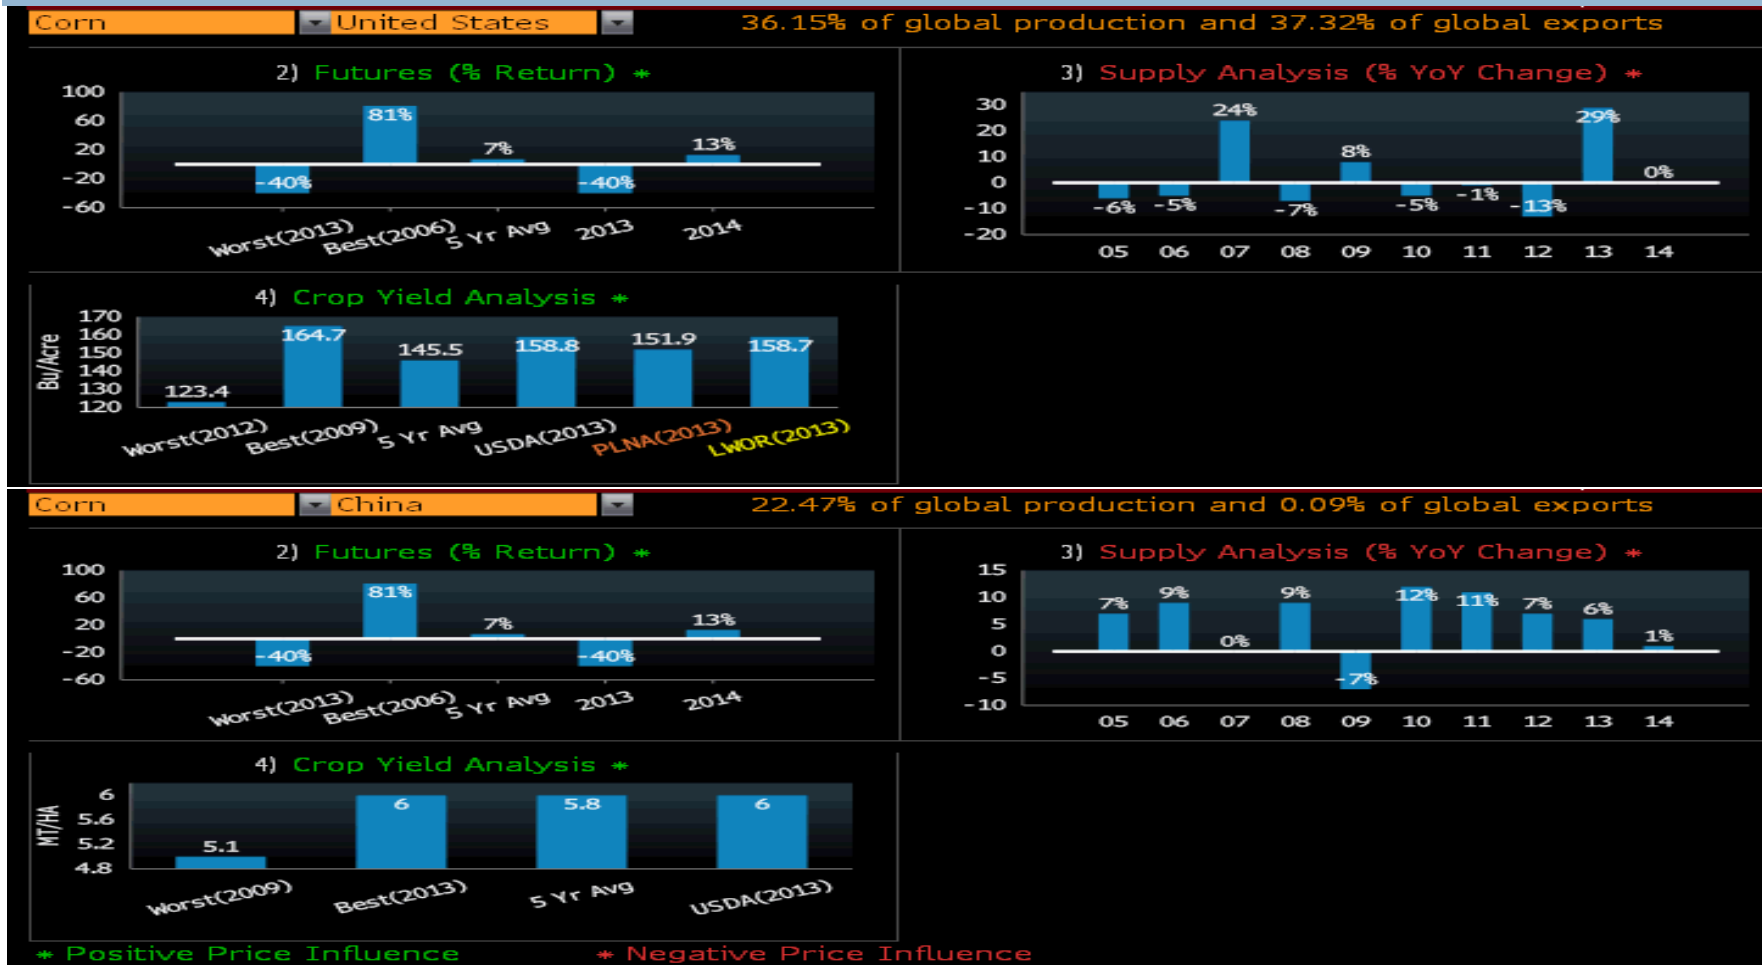 Corn United States 36.15% of global production and 37.32% of global exports
2) Futures (% Return) *
100
60
20
-20
-60
-40% 81% 7% -40% 13%
Worst(2013) Best(2006) 5 Yr Avg 2013 2014
3) Supply Analysis (% YoY Change) *
30
20
10
0
-10
-20
-6% -5% 24% -7% 8% -5% -1% -13% 29% 0%
05 06 07 08 09 10 11 12 13 14
4) Crop Yield Analysis *
Bu/Acre
170
160
150
140
130
120
123.4 164.7 145.5 158.8 151.9 158.7
Worst(2012) Best(2009) 5 Yr Avg USDA(2013) PLNA(2013) LWOR(2013)
Corn China 22.47% of global production and 0.09% of global exports
2) Futures (% Return) *
100
60
20
-20
-60
-40% 81% 7% -40% 13%
Worst(2013) Best(2006) 5 Yr Avg 2013 2014
3) Supply Analysis (% YoY Change) *
15
10
5
0
-5
-10
7% 9% 0% 9% -7% 12% 11% 7% 6% 1%
05 06 07 08 09 10 11 12 13 14
4) Crop Yield Analysis *
MT/HA
6
5.6
5.2
4.8
5.1 6 5.8 6
Worst(2009) Best(2013) 5 Yr Avg USDA(2013)
* Positive Price Influence * Negative Price Influence